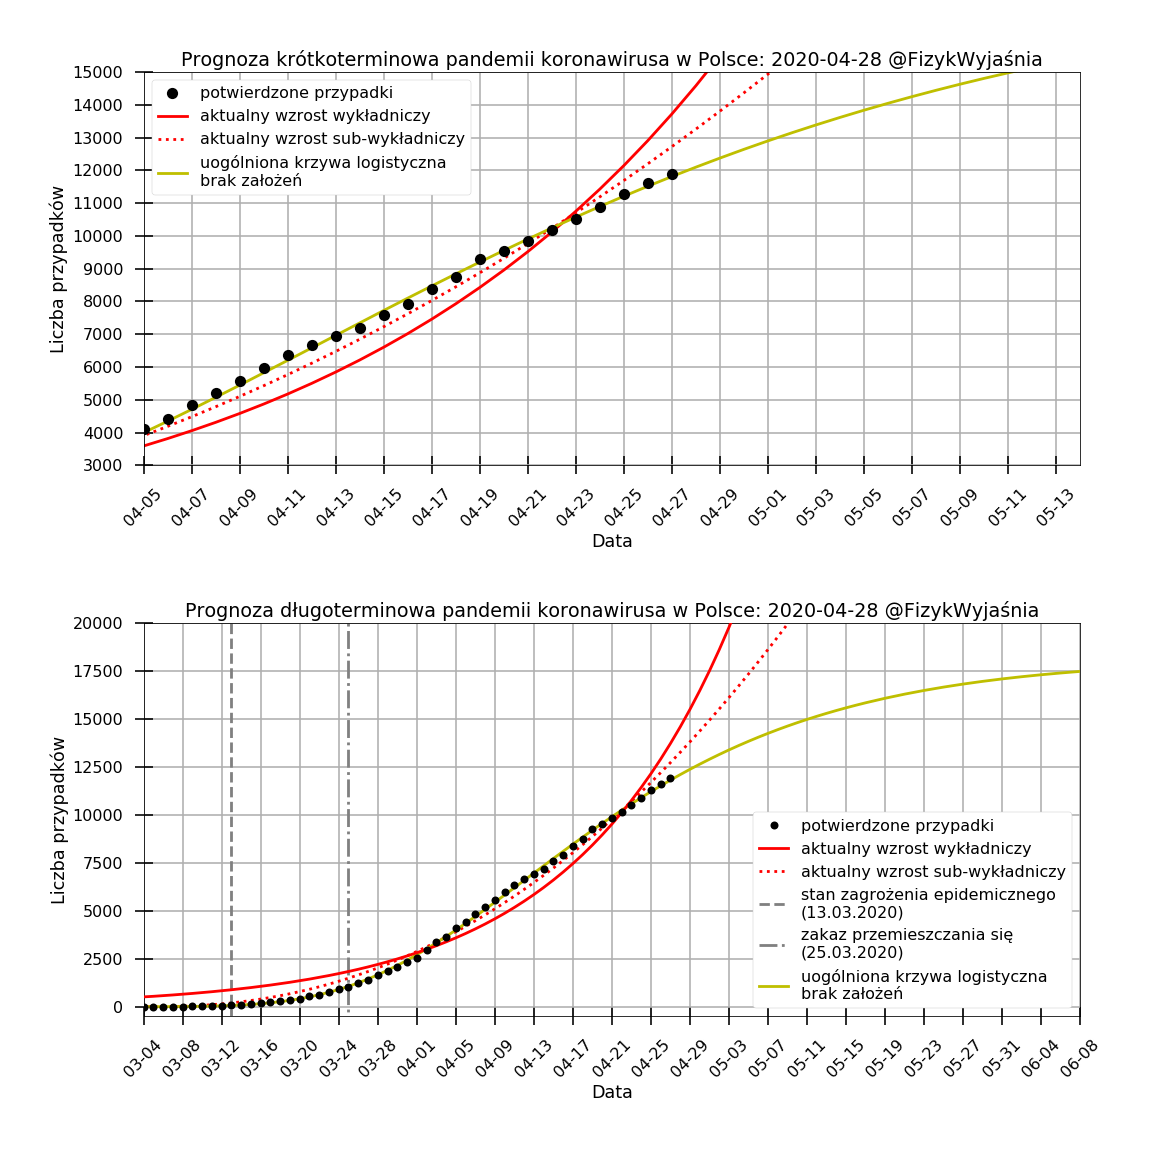 Prognoza krótkoterminowa pandemii koronawirusa w Polsce: 2020-04-28 @FizykWyjaśnia
15000
14000
13000
12000
11000
10000
9000
8000
7000
6000
5000
4000
3000
Liczba przypadków
potwierdzone przypadki
aktualny wzrost wykładniczy
aktualny wzrost sub-wykładniczy
uogólniona krzywa logistyczna
brak założeń
04-05 04-07 04-09 04-11 04-13 04-15 04-17 04-19 04-21 04-23 04-25 04-27 04-29 05-01 05-03 05-05 05-07 05-09 05-11 05-13
Data
Prognoza długoterminowa pandemii koronawirusa w Polsce: 2020-04-28 @FizykWyjaśnia
20000
17500
15000
12500
10000
7500
5000
2500
0
Liczba przypadków
potwierdzone przypadki
aktualny wzrost wykładniczy
aktualny wzrost sub-wykładniczy
stan zagrożenia epidemicznego
(13.03.2020)
zakaz przemieszczania się
(25.03.2020)
uogólniona krzywa logistyczna
brak założeń
03-04 03-08 03-12 03-16 03-20 03-24 03-28 04-01 04-05 04-09 04-13 04-17 04-21 04-25 04-29 05-03 05-07 05-11 05-15 05-19 05-23 05-27 05-31 06-04 06-08
Data